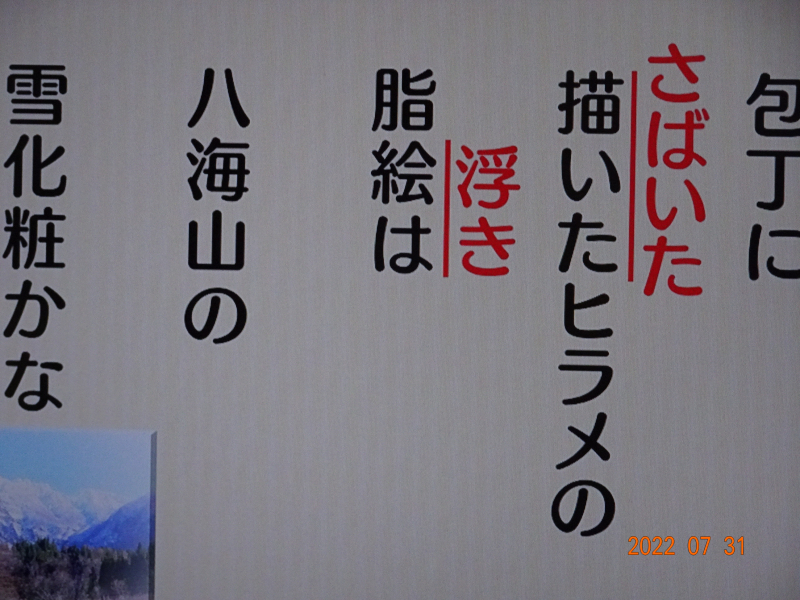 包丁に
さばいた
描いたヒラメの
浮き
脂絵は
八海山の
雪化粧かな
2022 07 31